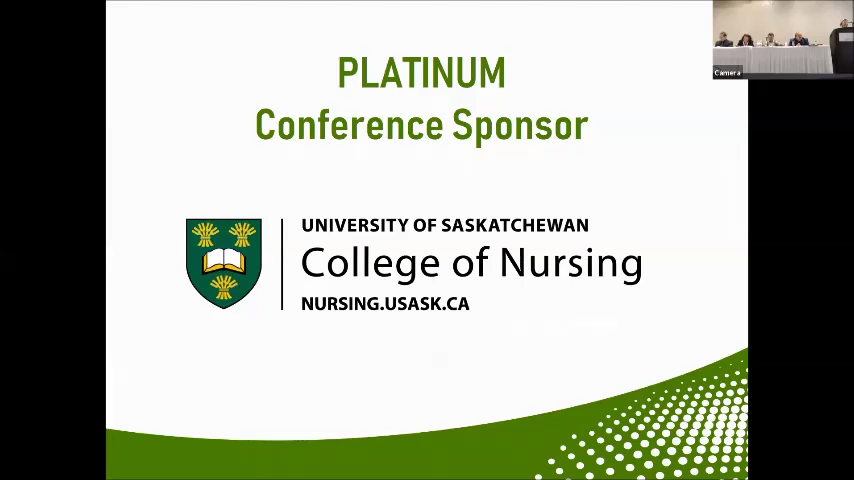 PLATINUM
Conference Sponsor
UNIVERSITY OF SASKATCHEWAN
College of Nursing
NURSING.USASK.CA
Camera